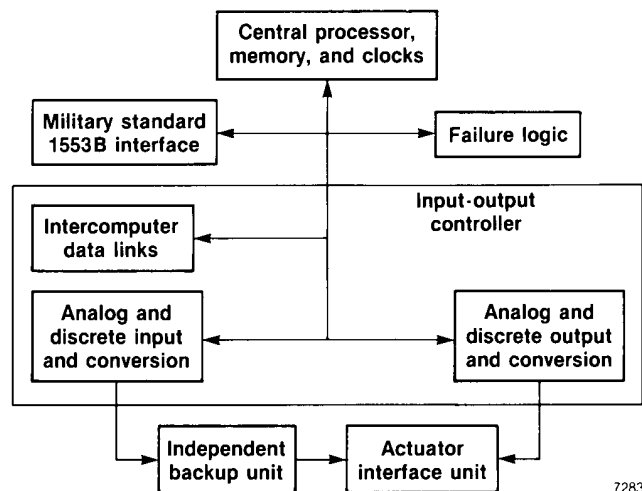 Central processor,
memory, and clocks
Military standard
1553B interface
Failure logic
Input-output
controller
Intercomputer
data links
Analog and
discrete input
and conversion
Analog and
discrete output
and conversion
Independent
backup unit
Actuator
interface unit
7283